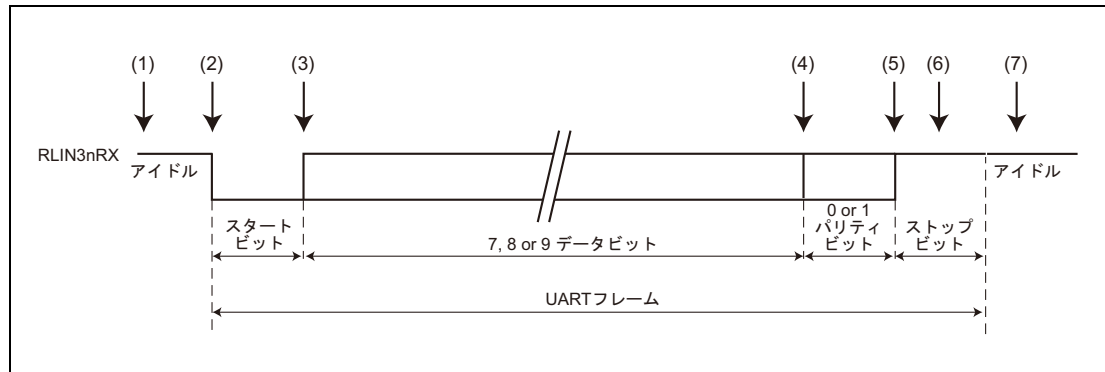 (1) (2) (3) (4) (5) (6) (7)
RLIN3nRX
アイドル
アイドル
スタート
ビット
7, 8 or 9 データビット
0 or 1
パリティ
ビット
ストップ
ビット
UARTフレーム